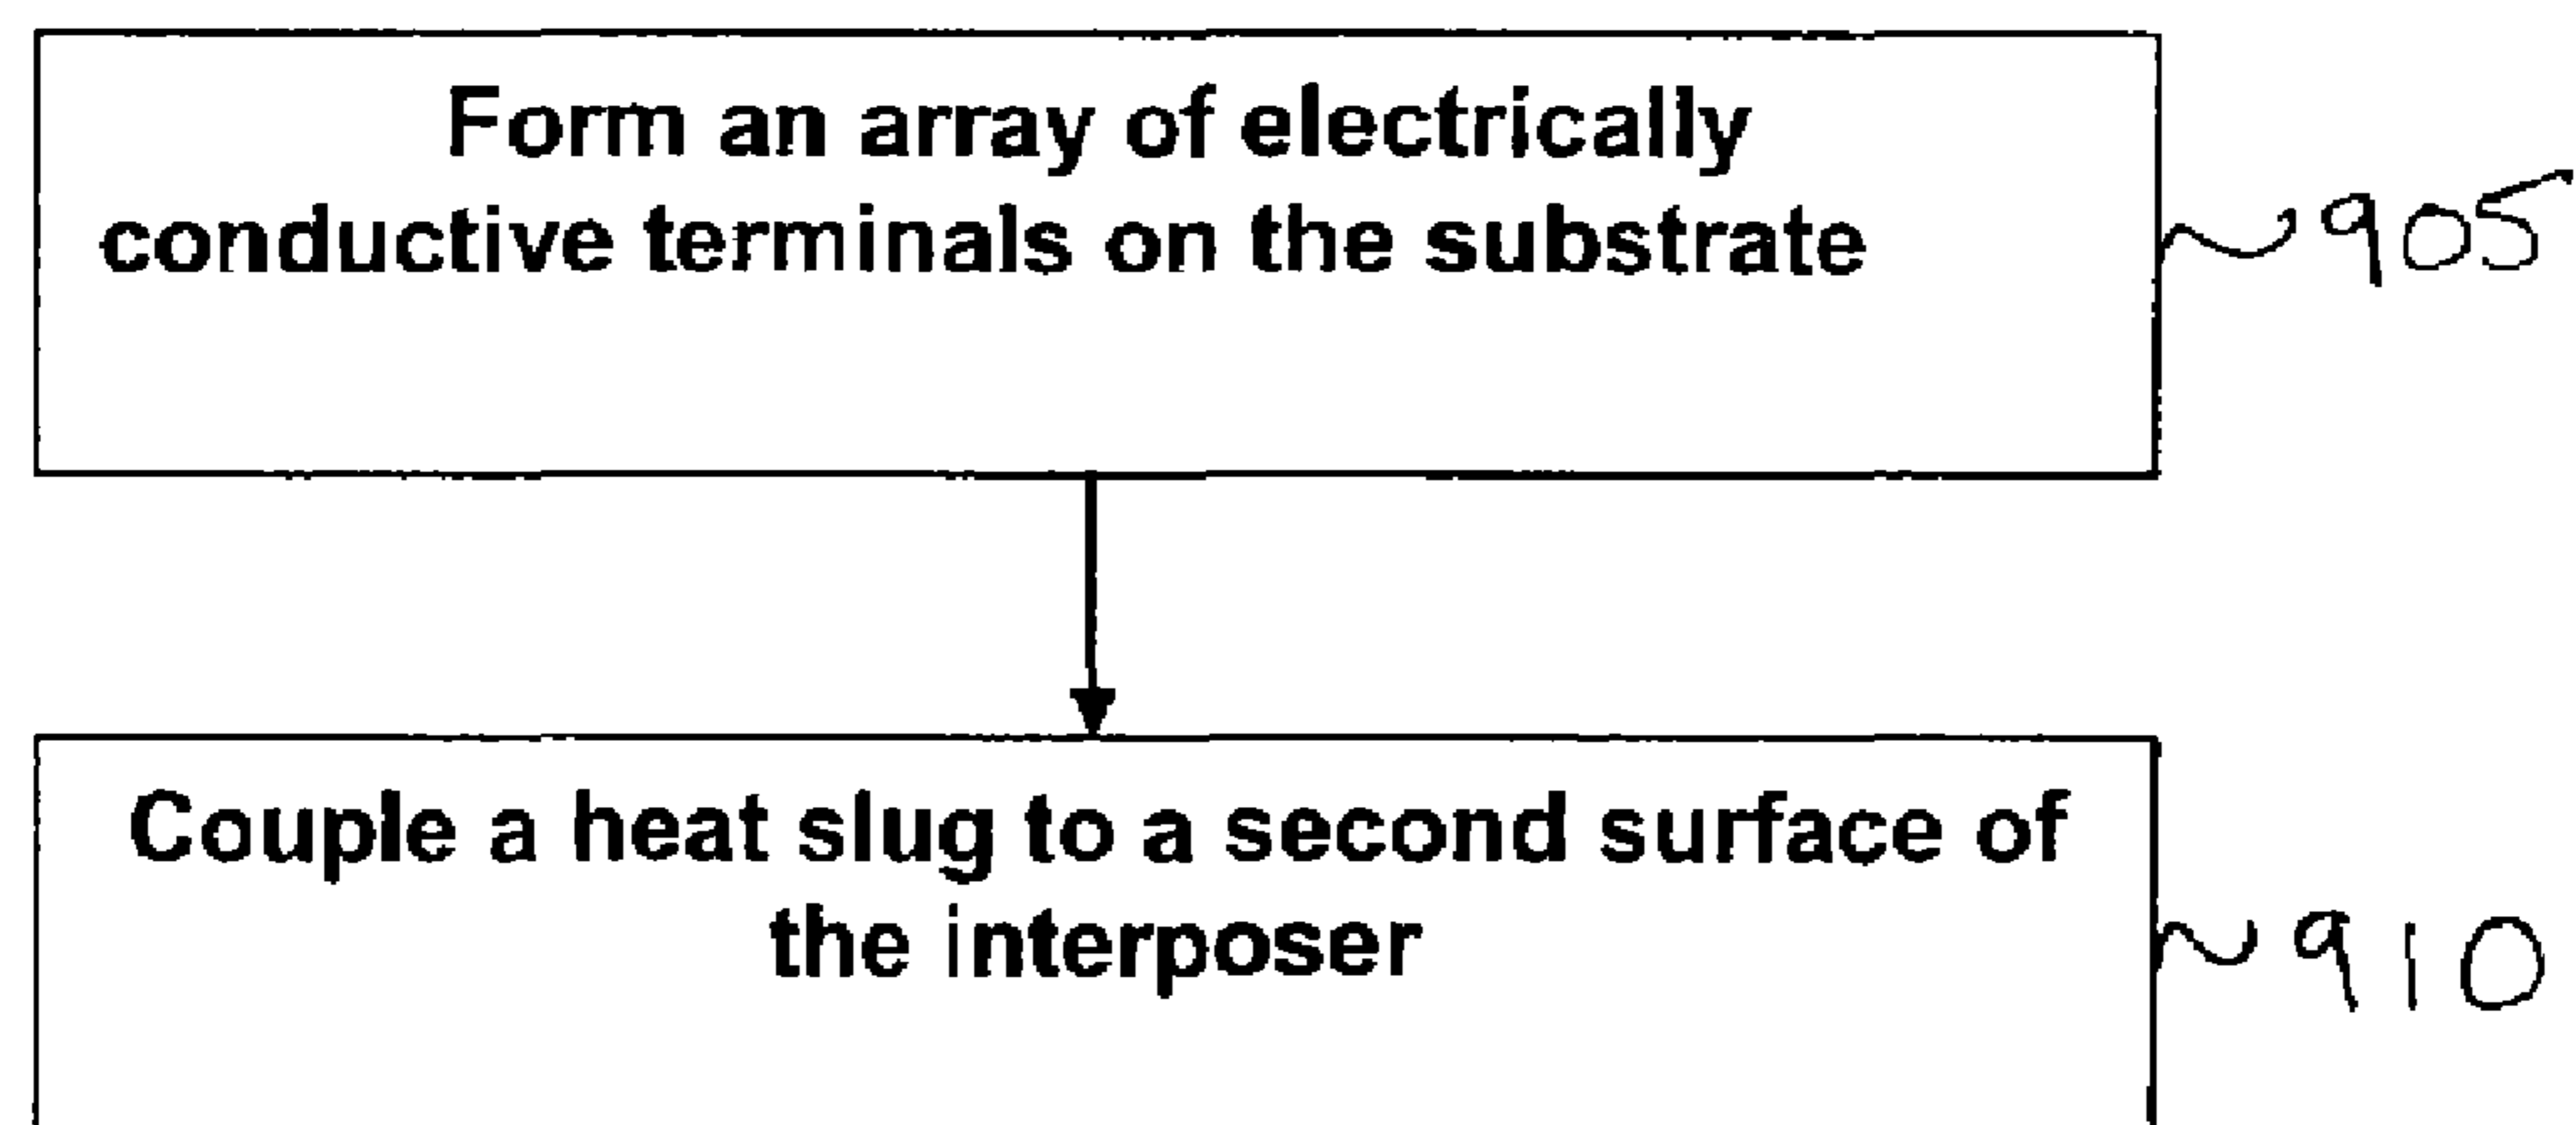 Form an array of electrically
conductive terminals on the substrate
905
Couple a heat slug to a second surface of
the interposer
910